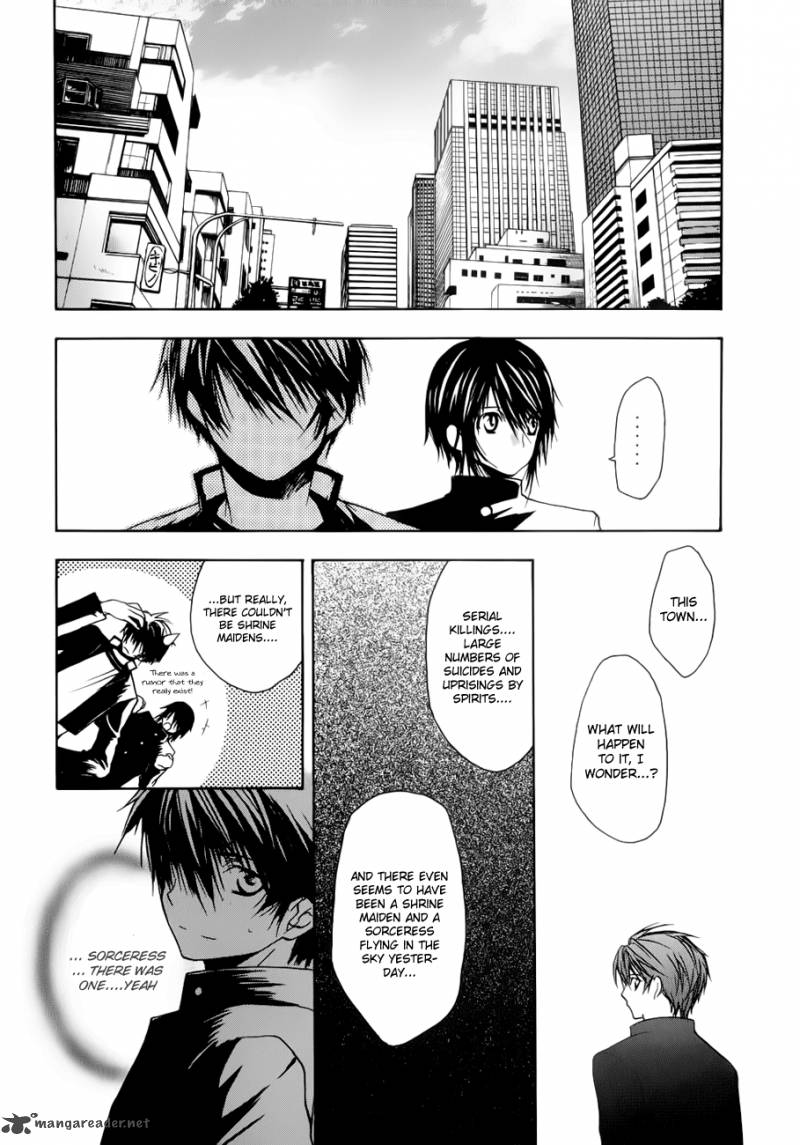 ......
THIS
TOWN...
WHAT WILL
HAPPEN
TO IT, I
WONDER...?
SERIAL
KILLINGS....
LARGE
NUMBERS OF
SUICIDES AND
UPRISINGS BY
SPIRITS....
AND THERE EVEN
SEEMS TO HAVE
BEEN A SHRINE
MAIDEN AND A
SORCERESS
FLYING IN THE
SKY YESTER-
DAY...
...BUT REALLY,
THERE COULDN'T
BE SHRINE
MAIDENS....
There was a
rumor that they
really exist!
... SORCERESS
... THERE WAS
ONE....YEAH
mangareader.net